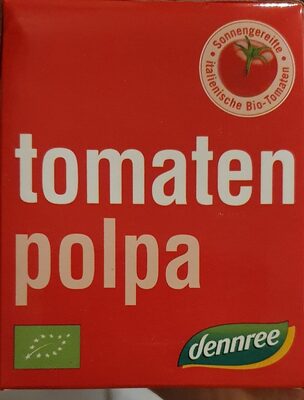 Sonnengereifte
italienische Bio-Tomaten
tomaten
polpa
dennree